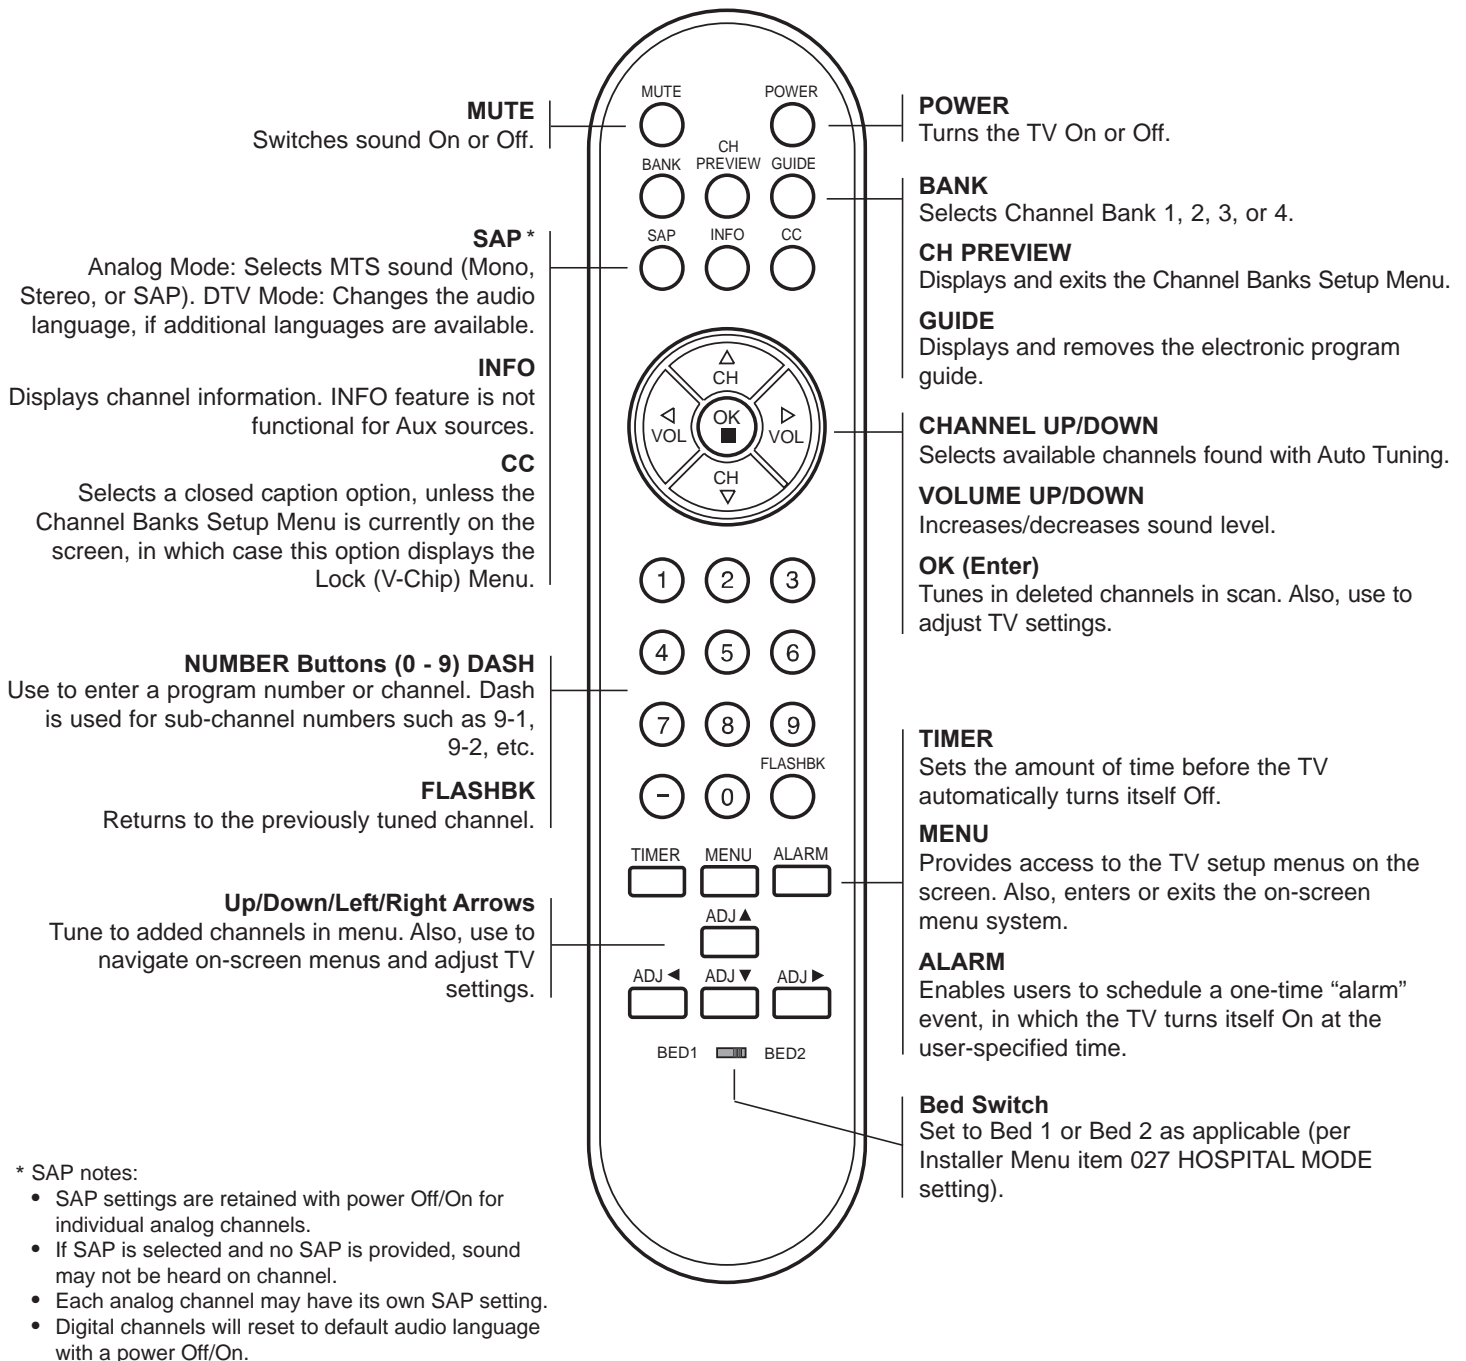 MUTE
Switches sound On or Off.
SAP *
Analog Mode: Selects MTS sound (Mono,
Stereo, or SAP). DTV Mode: Changes the audio
language, if additional languages are available.
INFO
Displays channel information. INFO feature is not
functional for Aux sources.
CC
Selects a closed caption option, unless the
Channel Banks Setup Menu is currently on the
screen, in which case this option displays the
Lock (V-Chip) Menu.
NUMBER Buttons (0 - 9) DASH
Use to enter a program number or channel. Dash
is used for sub-channel numbers such as 9-1,
9-2, etc.
FLASHBK
Returns to the previously tuned channel.
Up/Down/Left/Right Arrows
Tune to added channels in menu. Also, use to
navigate on-screen menus and adjust TV
settings.
* SAP notes:
• SAP settings are retained with power Off/On for
individual analog channels.
• If SAP is selected and no SAP is provided, sound
may not be heard on channel.
• Each analog channel may have its own SAP setting.
• Digital channels will reset to default audio language
with a power Off/On.
MUTE POWER
CH
BANK PREVIEW GUIDE
SAP INFO CC
△
CH
◁ OK ▷
VOL ■ VOL
CH
▽
1 2 3
4 5 6
7 8 9
FLASHBK
– 0
TIMER MENU ALARM
ADJ▲
ADJ◀ ADJ▼ ADJ▶
BED1 BED2
POWER
Turns the TV On or Off.
BANK
Selects Channel Bank 1, 2, 3, or 4.
CH PREVIEW
Displays and exits the Channel Banks Setup Menu.
GUIDE
Displays and removes the electronic program
guide.
CHANNEL UP/DOWN
Selects available channels found with Auto Tuning.
VOLUME UP/DOWN
Increases/decreases sound level.
OK (Enter)
Tunes in deleted channels in scan. Also, use to
adjust TV settings.
TIMER
Sets the amount of time before the TV
automatically turns itself Off.
MENU
Provides access to the TV setup menus on the
screen. Also, enters or exits the on-screen
menu system.
ALARM
Enables users to schedule a one-time “alarm”
event, in which the TV turns itself On at the
user-specified time.
Bed Switch
Set to Bed 1 or Bed 2 as applicable (per
Installer Menu item 027 HOSPITAL MODE
setting).